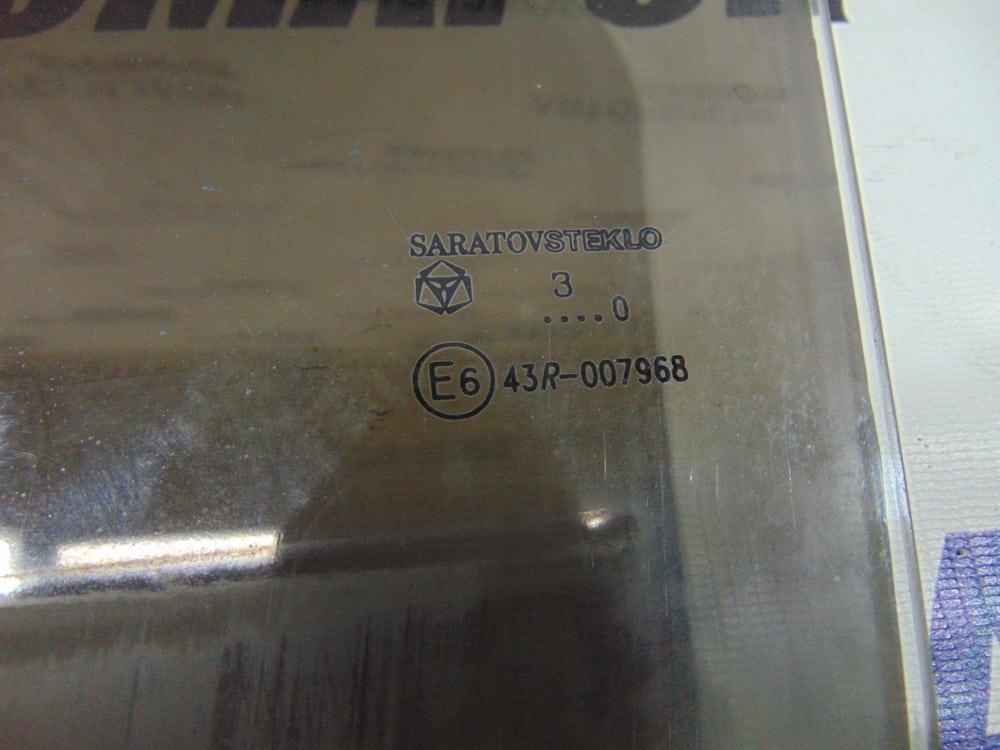 SARATOVSTEKLO
3
....0
E6 43R-007968